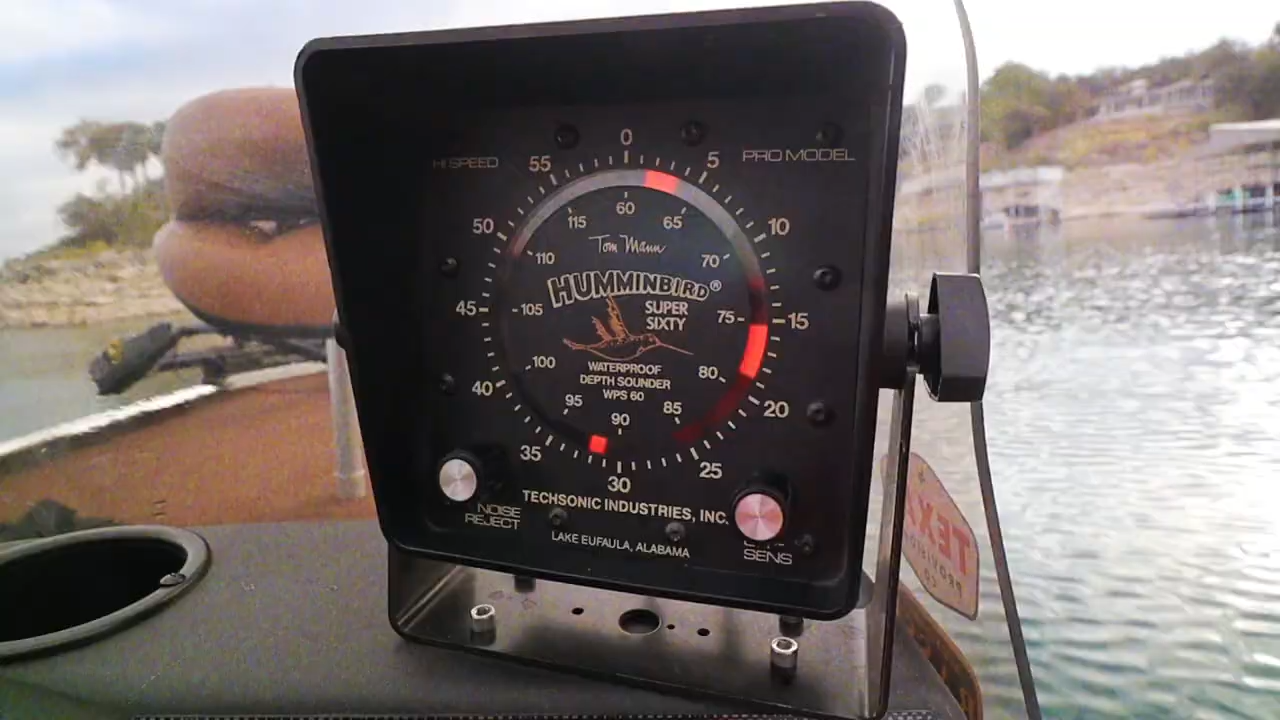 HI SPEED
PRO MODEL
0
5
10
15
20
25
30
35
40
45
50
55
60
65
70
75
80
85
90
95
100
105
110
115
Tom Mann
HUMMINBIRD®
SUPER
SIXTY
WATERPROOF
DEPTH SOUNDER
WPS 60
TECHSONIC INDUSTRIES, INC.
LAKE EUFAULA, ALABAMA
NOISE
REJECT
SENS